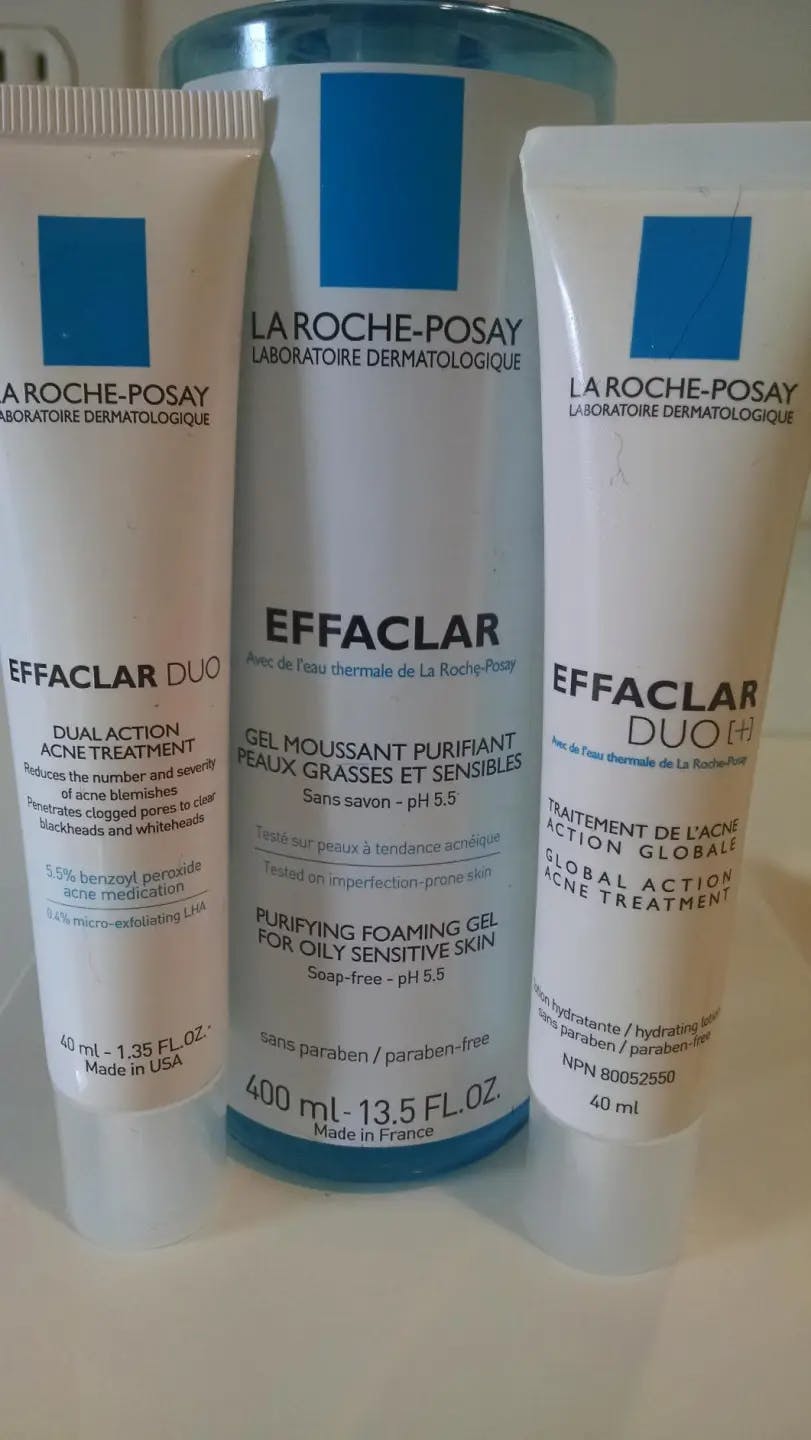 LA ROCHE-POSAY
LABORATOIRE DERMATOLOGIQUE
EFFACLAR DUO
DUAL ACTION
ACNE TREATMENT
Reduces the number and severity
of acne blemishes
Penetrates clogged pores to clear
blackheads and whiteheads
5.5% benzoyl peroxide
acne medication
0.4% micro-exfoliating LHA
40 ml - 1.35 FL.OZ.
Made in USA
LA ROCHE-POSAY
LABORATOIRE DERMATOLOGIQUE
EFFACLAR
Avec de l'eau thermale de La Roche-Posay
GEL MOUSSANT PURIFIANT
PEAUX GRASSES ET SENSIBLES
Sans savon - pH 5.5
Testé sur peaux à tendance acnéique
Tested on imperfection-prone skin
PURIFYING FOAMING GEL
FOR OILY SENSITIVE SKIN
Soap-free - pH 5.5
sans paraben / paraben-free
400 ml - 13.5 FL.OZ.
Made in France
LA ROCHE-POSAY
LABORATOIRE DERMATOLOGIQUE
EFFACLAR
DUO [+]
Avec de l'eau thermale de La Roche-Posay
TRAITEMENT DE L'ACNE
ACTION GLOBALE
GLOBAL ACTION
ACNE TREATMENT
lotion hydratante / hydrating lotion
sans paraben / paraben-free
NPN 80052550
40 ml